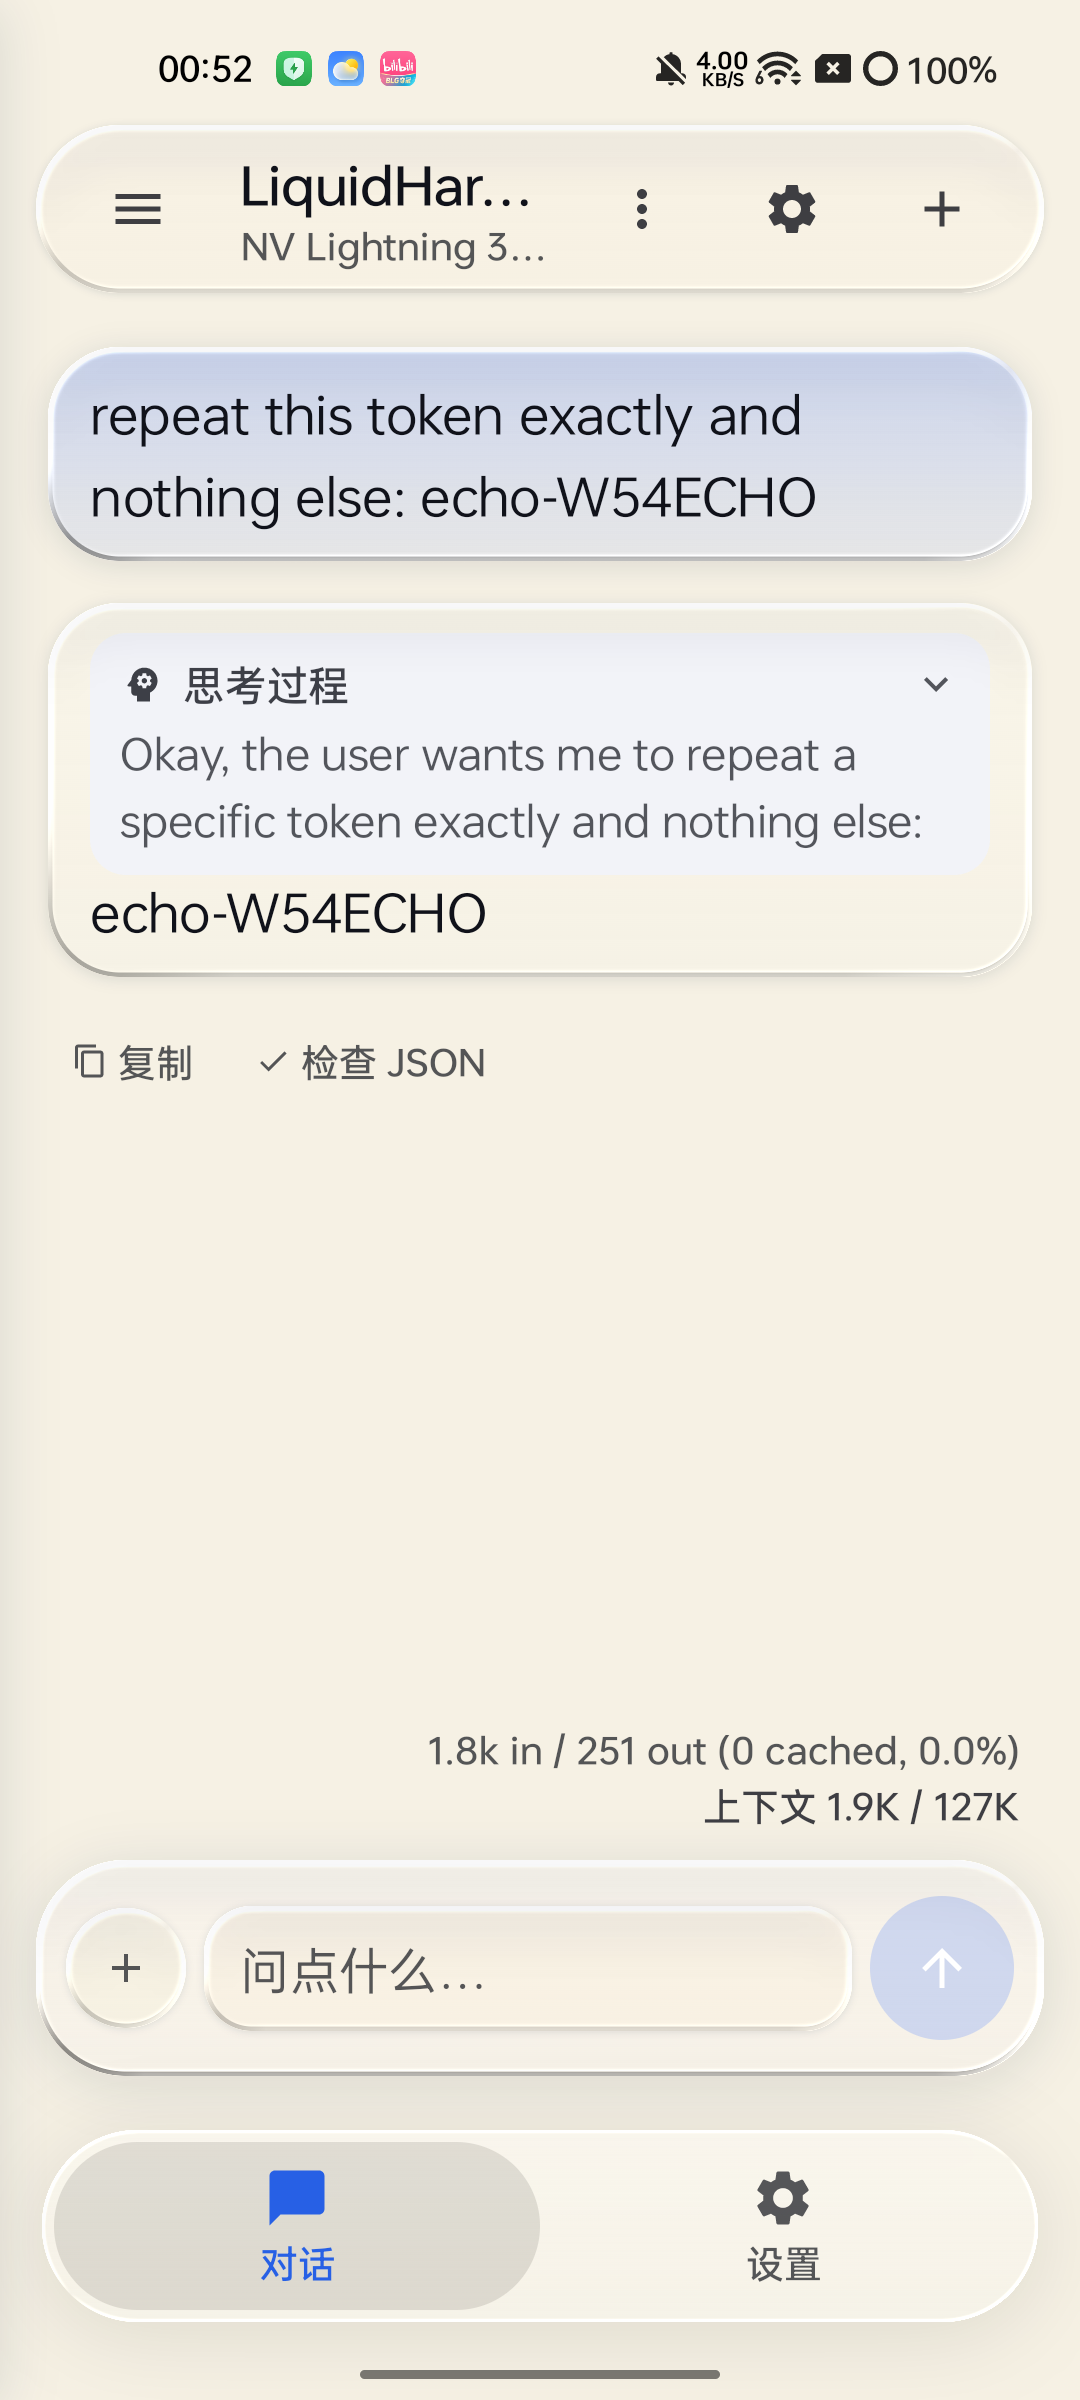 00:52
4.00
KB/S
6
100%
bilibili
LiquidHar...
NV Lightning 3...
repeat this token exactly and
nothing else: echo-W54ECHO
思考过程
Okay, the user wants me to repeat a
specific token exactly and nothing else:
echo-W54ECHO
复制
检查 JSON
1.8k in / 251 out (0 cached, 0.0%)
上下文 1.9K / 127K
问点什么...
对话
设置